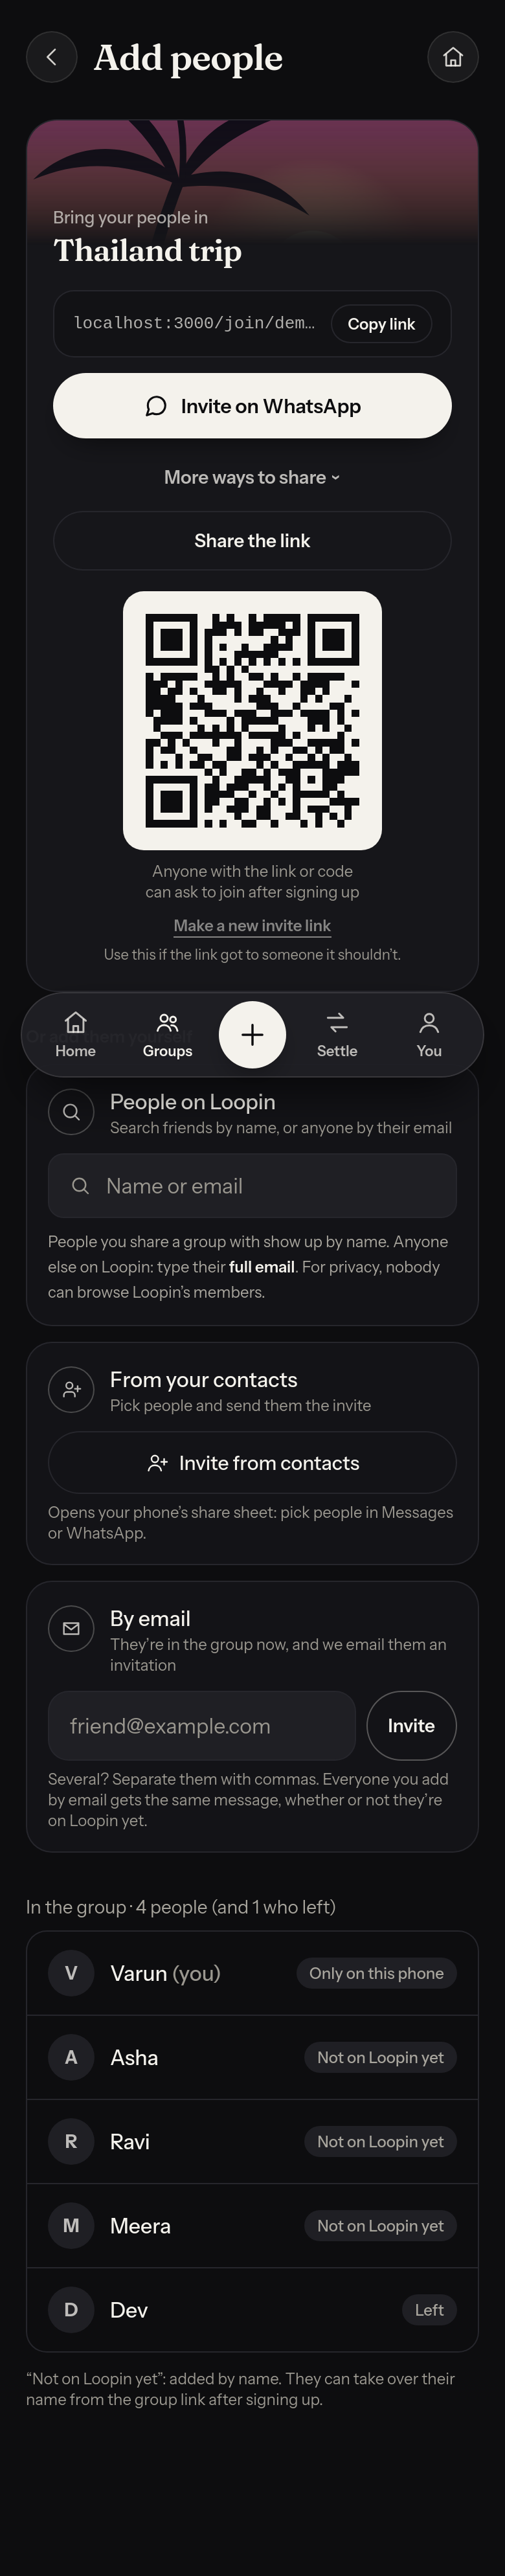 Add people
Bring your people in
Thailand trip
localhost:3000/join/dem…
Copy link
Invite on WhatsApp
More ways to share
Share the link
Anyone with the link or code
can ask to join after signing up
Make a new invite link
Use this if the link got to someone it shouldn’t.
Or add them yourself
Home
Groups
Settle
You
People on Loopin
Search friends by name, or anyone by their email
Name or email
People you share a group with show up by name. Anyone
else on Loopin: type their full email. For privacy, nobody
can browse Loopin’s members.
From your contacts
Pick people and send them the invite
Invite from contacts
Opens your phone’s share sheet: pick people in Messages
or WhatsApp.
By email
They’re in the group now, and we email them an
invitation
friend@example.com
Invite
Several? Separate them with commas. Everyone you add
by email gets the same message, whether or not they’re
on Loopin yet.
In the group · 4 people (and 1 who left)
V
Varun (you)
Only on this phone
A
Asha
Not on Loopin yet
R
Ravi
Not on Loopin yet
M
Meera
Not on Loopin yet
D
Dev
Left
“Not on Loopin yet”: added by name. They can take over their
name from the group link after signing up.